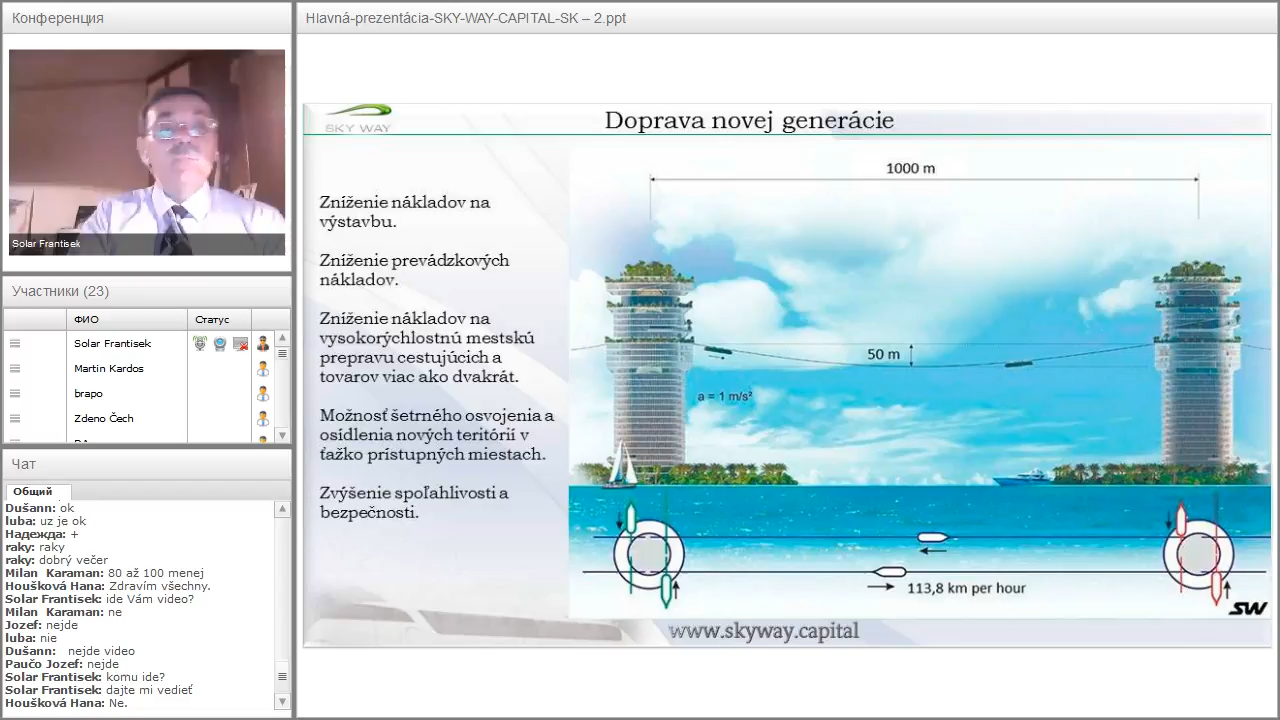 Конференция
Solar Frantisek
Участники (23)
ФИО
Статус
Solar Frantisek
Martin Kardos
brapo
Zdeno Čech
Чат
Общий
Dušann: ok
luba: uz je ok
Надежда: +
raky: raky
raky: dobrý večer
Milan Karaman: 80 až 100 menej
Houšková Hana: Zdravím všechny.
Solar Frantisek: ide Vám video?
Milan Karaman: ne
Jozef: nejde
luba: nie
Dušann: nejde video
Paučo Jozef: nejde
Solar Frantisek: komu ide?
Solar Frantisek: dajte mi vedieť
Houšková Hana: Ne.
Hlavná-prezentácia-SKY-WAY-CAPITAL-SK – 2.ppt
SKY WAY
Doprava novej generácie
Zníženie nákladov na
výstavbu.
Zníženie prevádzkových
nákladov.
Zníženie nákladov na
vysokorýchlostnú mestskú
prepravu cestujúcich a
tovarov viac ako dvakrát.
Možnosť šetrného osvojenia a
osídlenia nových teritórií v
ťažko prístupných miestach.
Zvýšenie spoľahlivosti a
bezpečnosti.
1000 m
50 m
a = 1 m/s²
113,8 km per hour
SW
www.skyway.capital